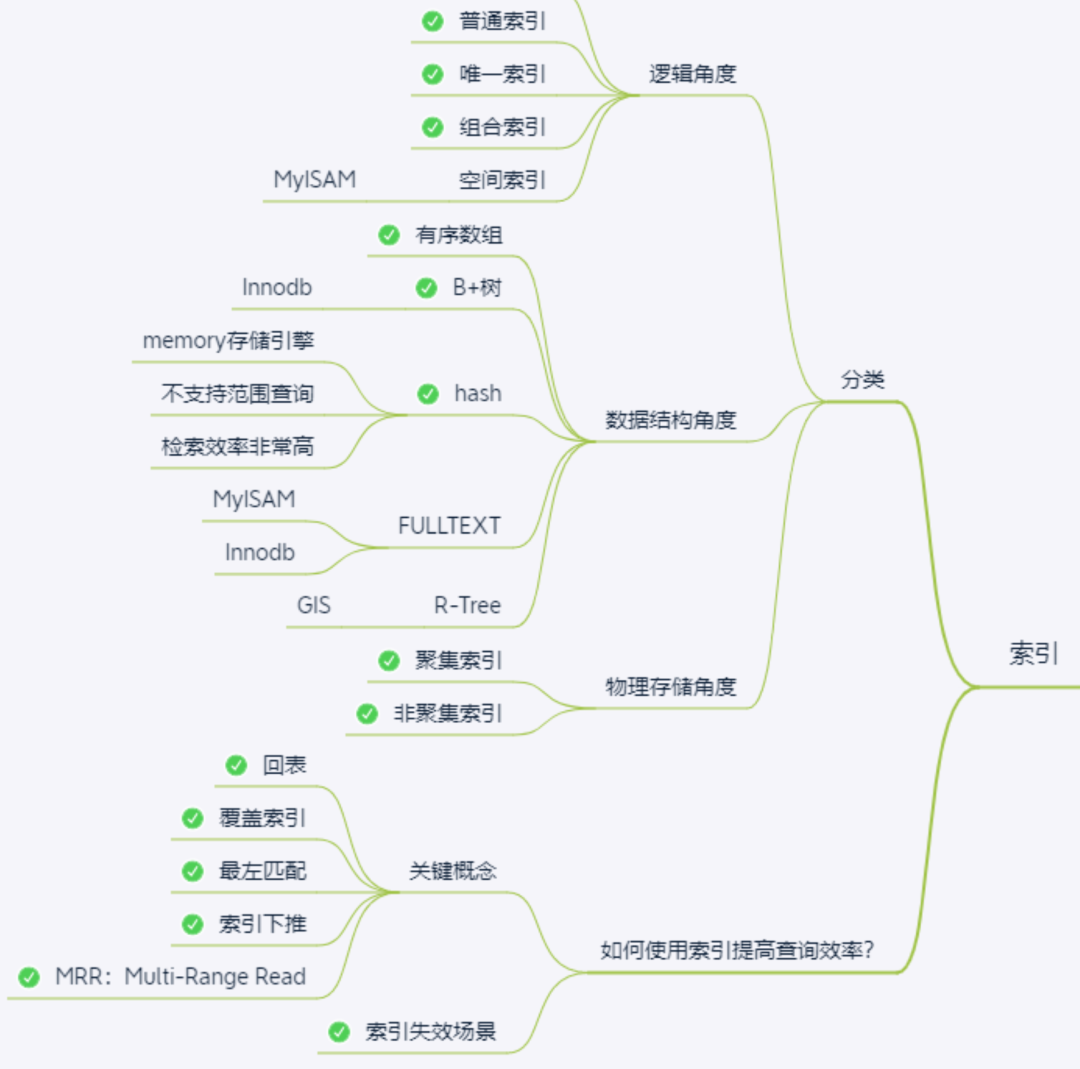 普通索引
唯一索引
逻辑角度
组合索引
MyISAM
空间索引
有序数组
Innodb
B+树
memory存储引擎
不支持范围查询
hash
检索效率非常高
数据结构角度
分类
MyISAM
FULLTEXT
Innodb
GIS
R-Tree
聚集索引
物理存储角度
非聚集索引
索引
回表
覆盖索引
最左匹配
关键概念
索引下推
MRR：Multi-Range Read
如何使用索引提高查询效率？
索引失效场景